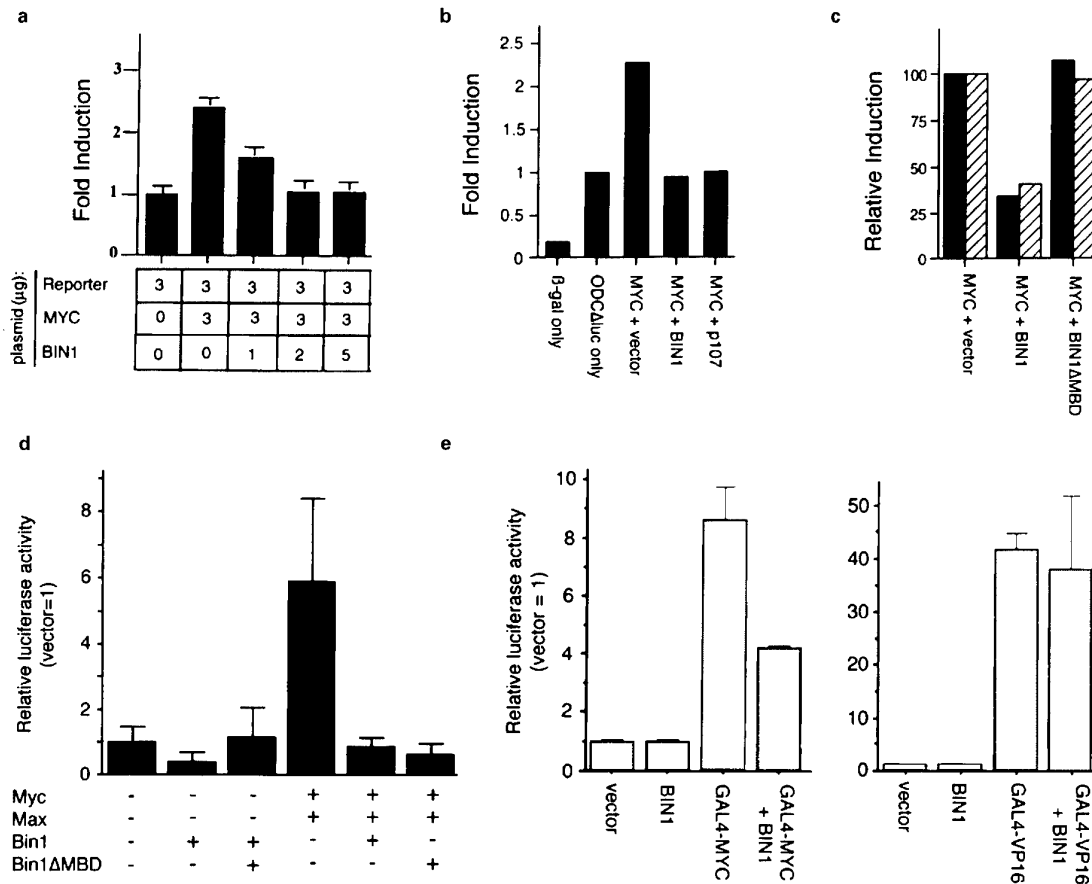 a
Fold Induction
3
2
1
0
plasmid (µg):
Reporter 3 3 3 3 3
MYC 0 3 3 3 3
BIN1 0 0 1 2 5
b
Fold Induction
2.5
2
1.5
1
0.5
0
β-gal only
ODCΔluc only
MYC + vector
MYC + BIN1
MYC + p107
c
Relative Induction
100
75
50
25
MYC + vector
MYC + BIN1
MYC + BIN1ΔMBD
d
Relative luciferase activity
(vector=1)
8
6
4
2
0
Myc - - - + + +
Max - - - + + +
Bin1 - + + - + -
Bin1ΔMBD - - + - - +
e
Relative luciferase activity
(vector = 1)
10
8
6
4
2
0
vector
BIN1
GAL4-MYC
GAL4-MYC
+ BIN1
50
40
30
20
10
0
vector
BIN1
GAL4-VP16
GAL4-VP16
+ BIN1